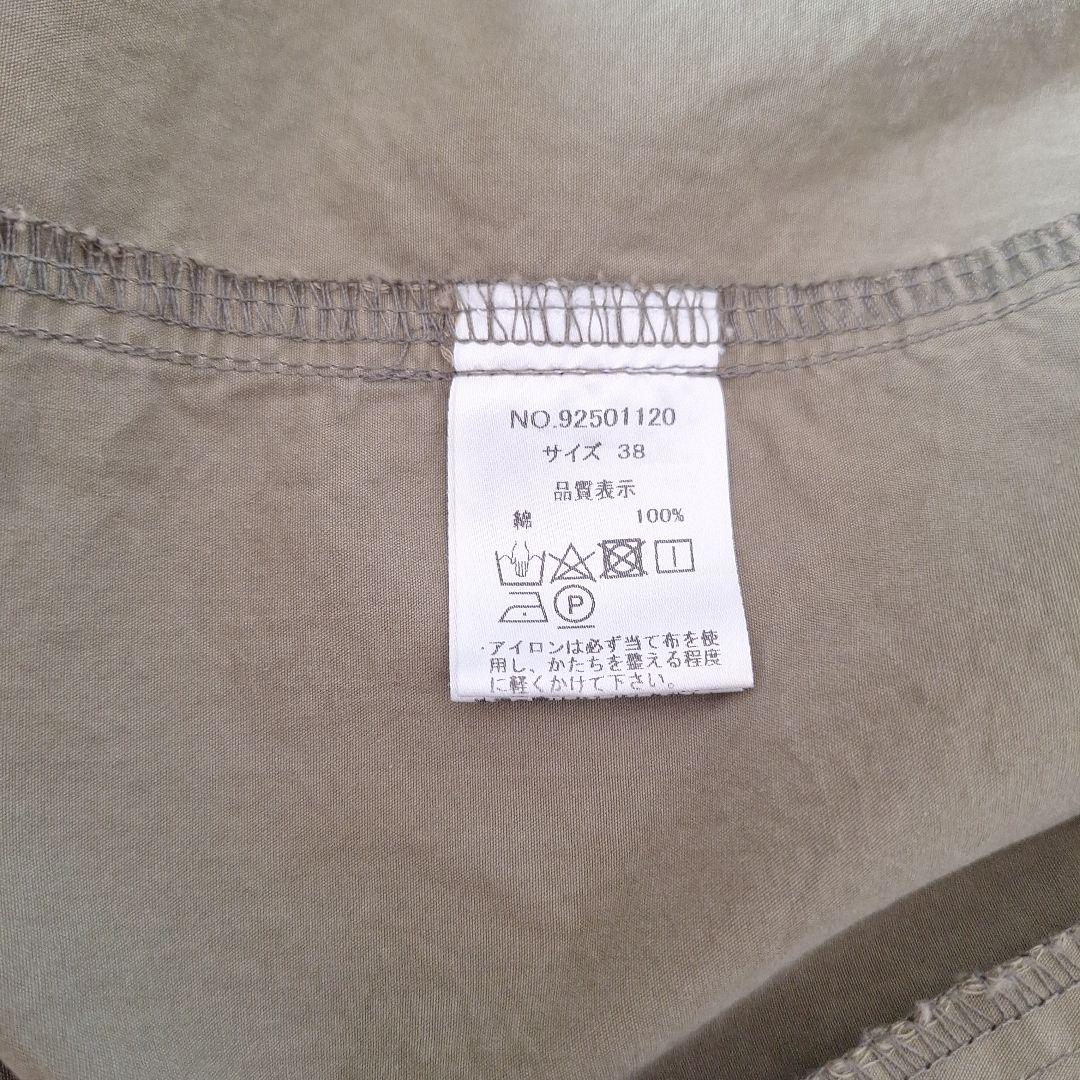 NO.92501120
サイズ 38
品質表示
綿 100%
P
・アイロンは必ず当て布を使
用し、かたちを整える程度
に軽くかけて下さい。